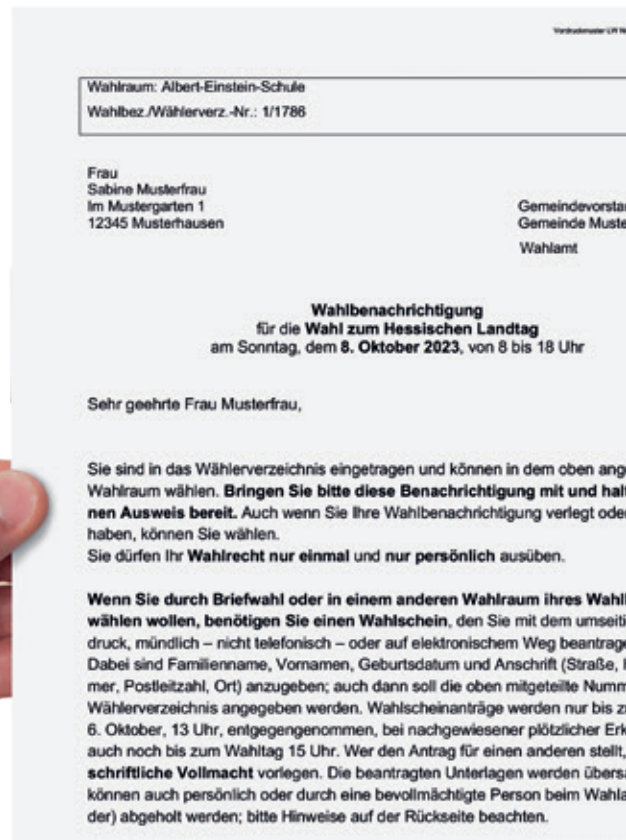 Vordruckmuster LW Nr
Wahlraum: Albert-Einstein-Schule
Wahlbez./Wählerverz.-Nr.: 1/1786
Frau
Sabine Musterfrau
Im Mustergarten 1
12345 Musterhausen
Gemeindevorstan
Gemeinde Muste
Wahlamt
Wahlbenachrichtigung
für die Wahl zum Hessischen Landtag
am Sonntag, dem 8. Oktober 2023, von 8 bis 18 Uhr
Sehr geehrte Frau Musterfrau,
Sie sind in das Wählerverzeichnis eingetragen und können in dem oben ange
Wahlraum wählen. Bringen Sie bitte diese Benachrichtigung mit und halt
nen Ausweis bereit. Auch wenn Sie Ihre Wahlbenachrichtigung verlegt oder
haben, können Sie wählen.
Sie dürfen Ihr Wahlrecht nur einmal und nur persönlich ausüben.
Wenn Sie durch Briefwahl oder in einem anderen Wahlraum ihres Wahl
wählen wollen, benötigen Sie einen Wahlschein, den Sie mit dem umseiti
druck, mündlich – nicht telefonisch – oder auf elektronischem Weg beantrage
Dabei sind Familienname, Vornamen, Geburtsdatum und Anschrift (Straße, H
mer, Postleitzahl, Ort) anzugeben; auch dann soll die oben mitgeteilte Numm
Wählerverzeichnis angegeben werden. Wahlscheinanträge werden nur bis z
6. Oktober, 13 Uhr, entgegengenommen, bei nachgewiesener plötzlicher Erk
auch noch bis zum Wahltag 15 Uhr. Wer den Antrag für einen anderen stellt,
schriftliche Vollmacht vorlegen. Die beantragten Unterlagen werden übersa
können auch persönlich oder durch eine bevollmächtigte Person beim Wahla
der) abgeholt werden; bitte Hinweise auf der Rückseite beachten.